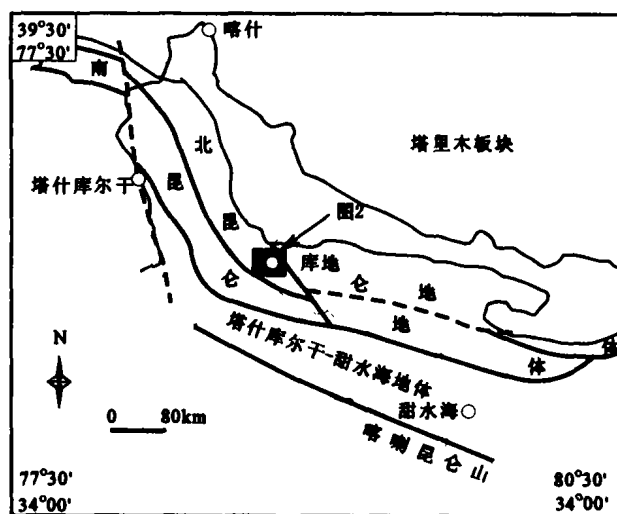 39°30'
77°30'
喀什
南
北
塔里木板块
塔什库尔干
昆
昆
图2
库地
仑
仑
地
地
体
体
塔什库尔干-甜水海地体
N
0 80km
甜水海
喀喇昆仑山
77°30'
34°00'
80°30'
34°00'